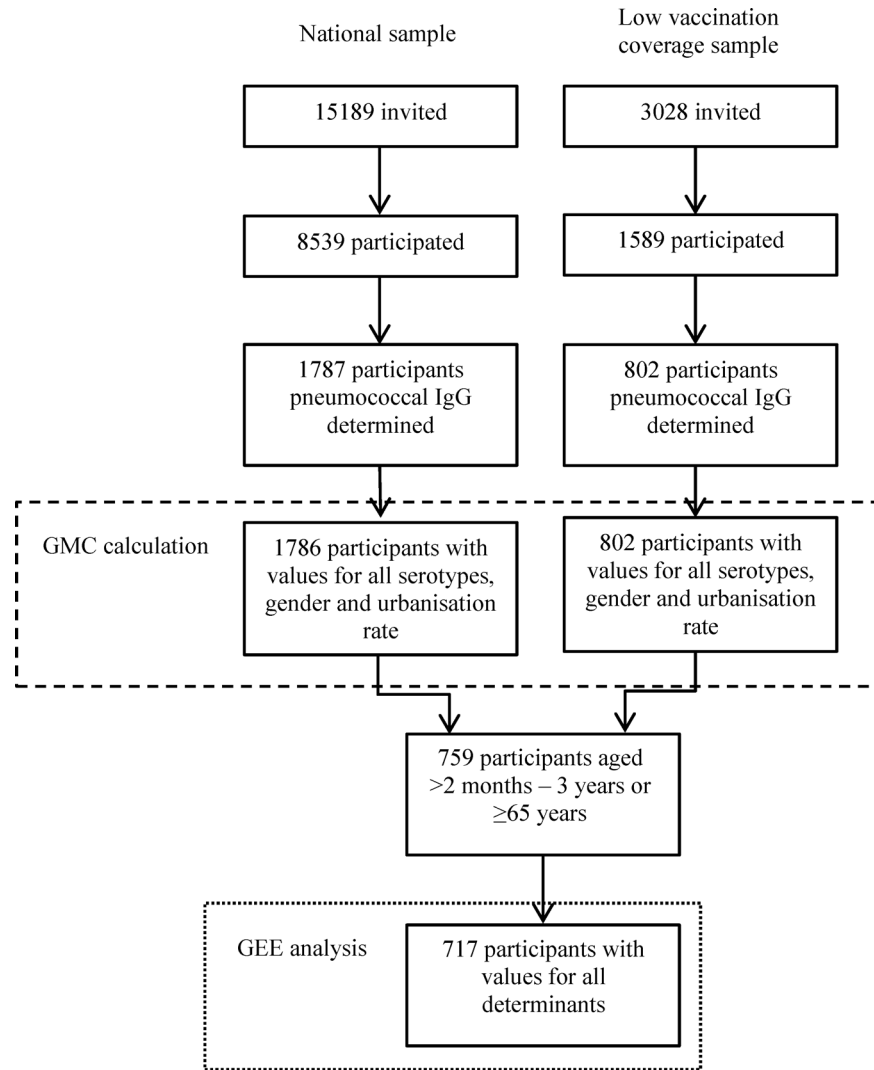 National sample
Low vaccination
coverage sample
15189 invited
3028 invited
8539 participated
1589 participated
1787 participants
pneumococcal IgG
determined
802 participants
pneumococcal IgG
determined
GMC calculation
1786 participants with
values for all serotypes,
gender and urbanisation
rate
802 participants with
values for all serotypes,
gender and urbanisation
rate
759 participants aged
>2 months – 3 years or
≥65 years
GEE analysis
717 participants with
values for all
determinants